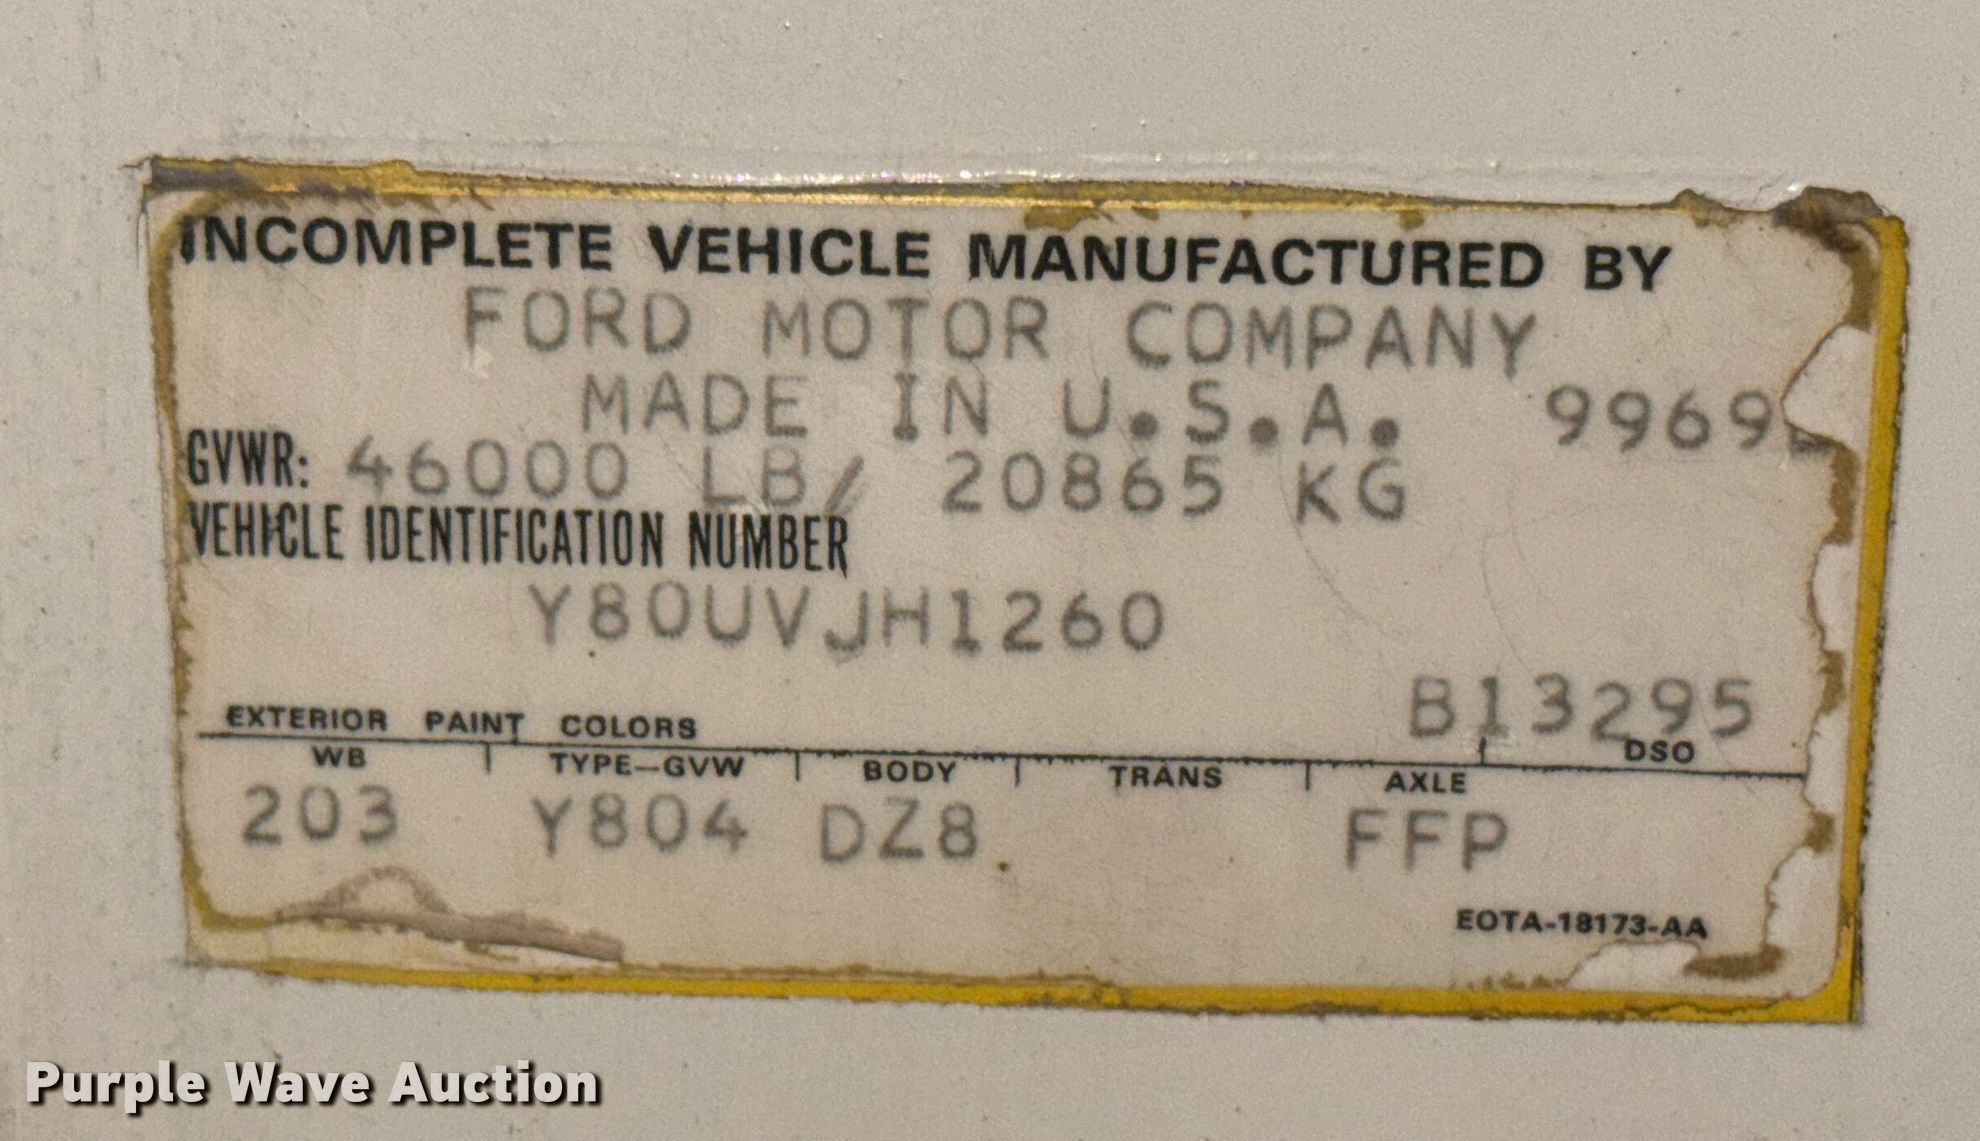 INCOMPLETE VEHICLE MANUFACTURED BY
FORD MOTOR COMPANY
MADE IN U.S.A. 9969
GVWR: 46000 LB/ 20865 KG
VEHICLE IDENTIFICATION NUMBER
Y80UVJH1260
B13295
EXTERIOR PAINT COLORS DSO
WB TYPE-GVW BODY TRANS AXLE
203 Y804 DZ8 FFP
EOTA-18173-AA
Purple Wave Auction